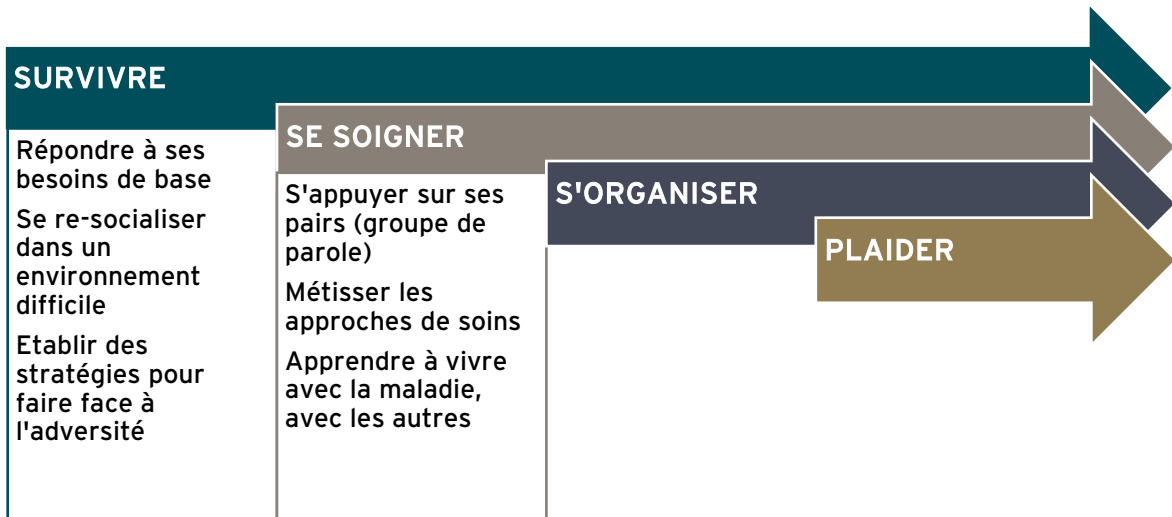 SURVIVRE
Répondre à ses
besoins de base
Se re-socialiser
dans un
environnement
difficile
Etablir des
stratégies pour
faire face à
l'adversité
SE SOIGNER
S'appuyer sur ses
pairs (groupe de
parole)
Métisser les
approches de soins
Apprendre à vivre
avec la maladie,
avec les autres
S'ORGANISER
PLAIDER